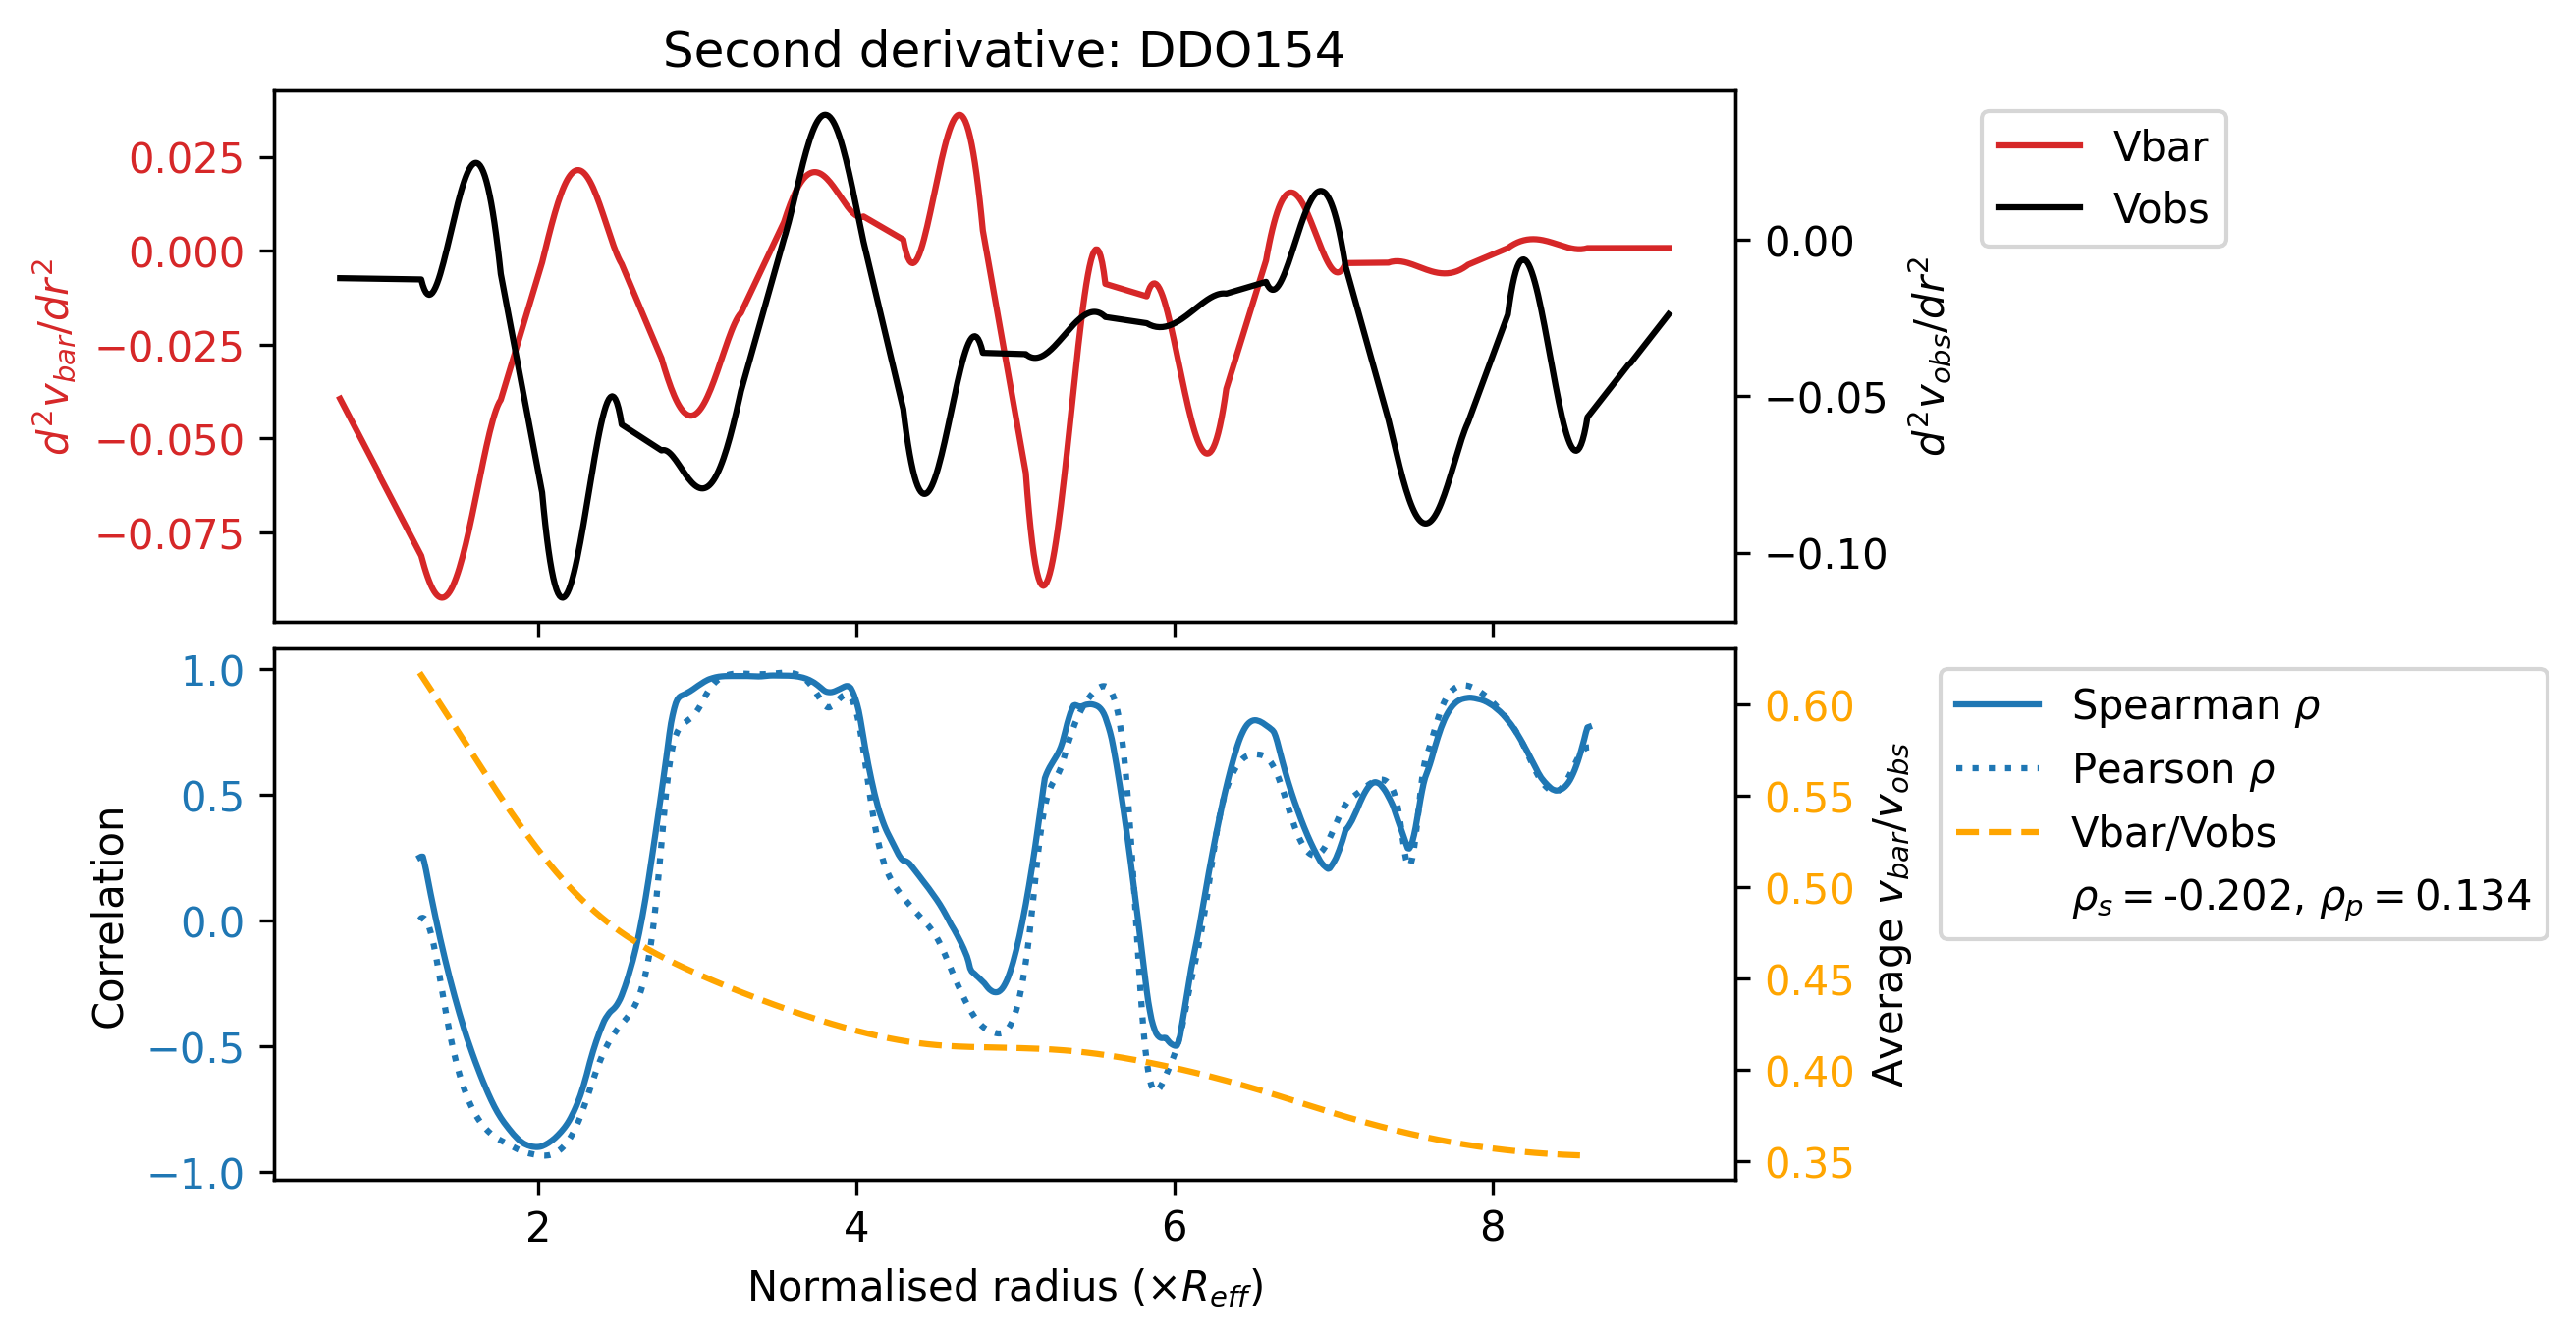 Second derivative: DDO154
0.025
0.000
−0.025
−0.050
−0.075
d²v_bar/dr²
0.00
−0.05
−0.10
d²v_obs/dr²
Vbar
Vobs
1.0
0.5
0.0
−0.5
−1.0
Correlation
0.60
0.55
0.50
0.45
0.40
0.35
Average v_bar/v_obs
Spearman ρ
Pearson ρ
Vbar/Vobs
ρ_s = -0.202, ρ_p = 0.134
2 4 6 8
Normalised radius (×R_eff)